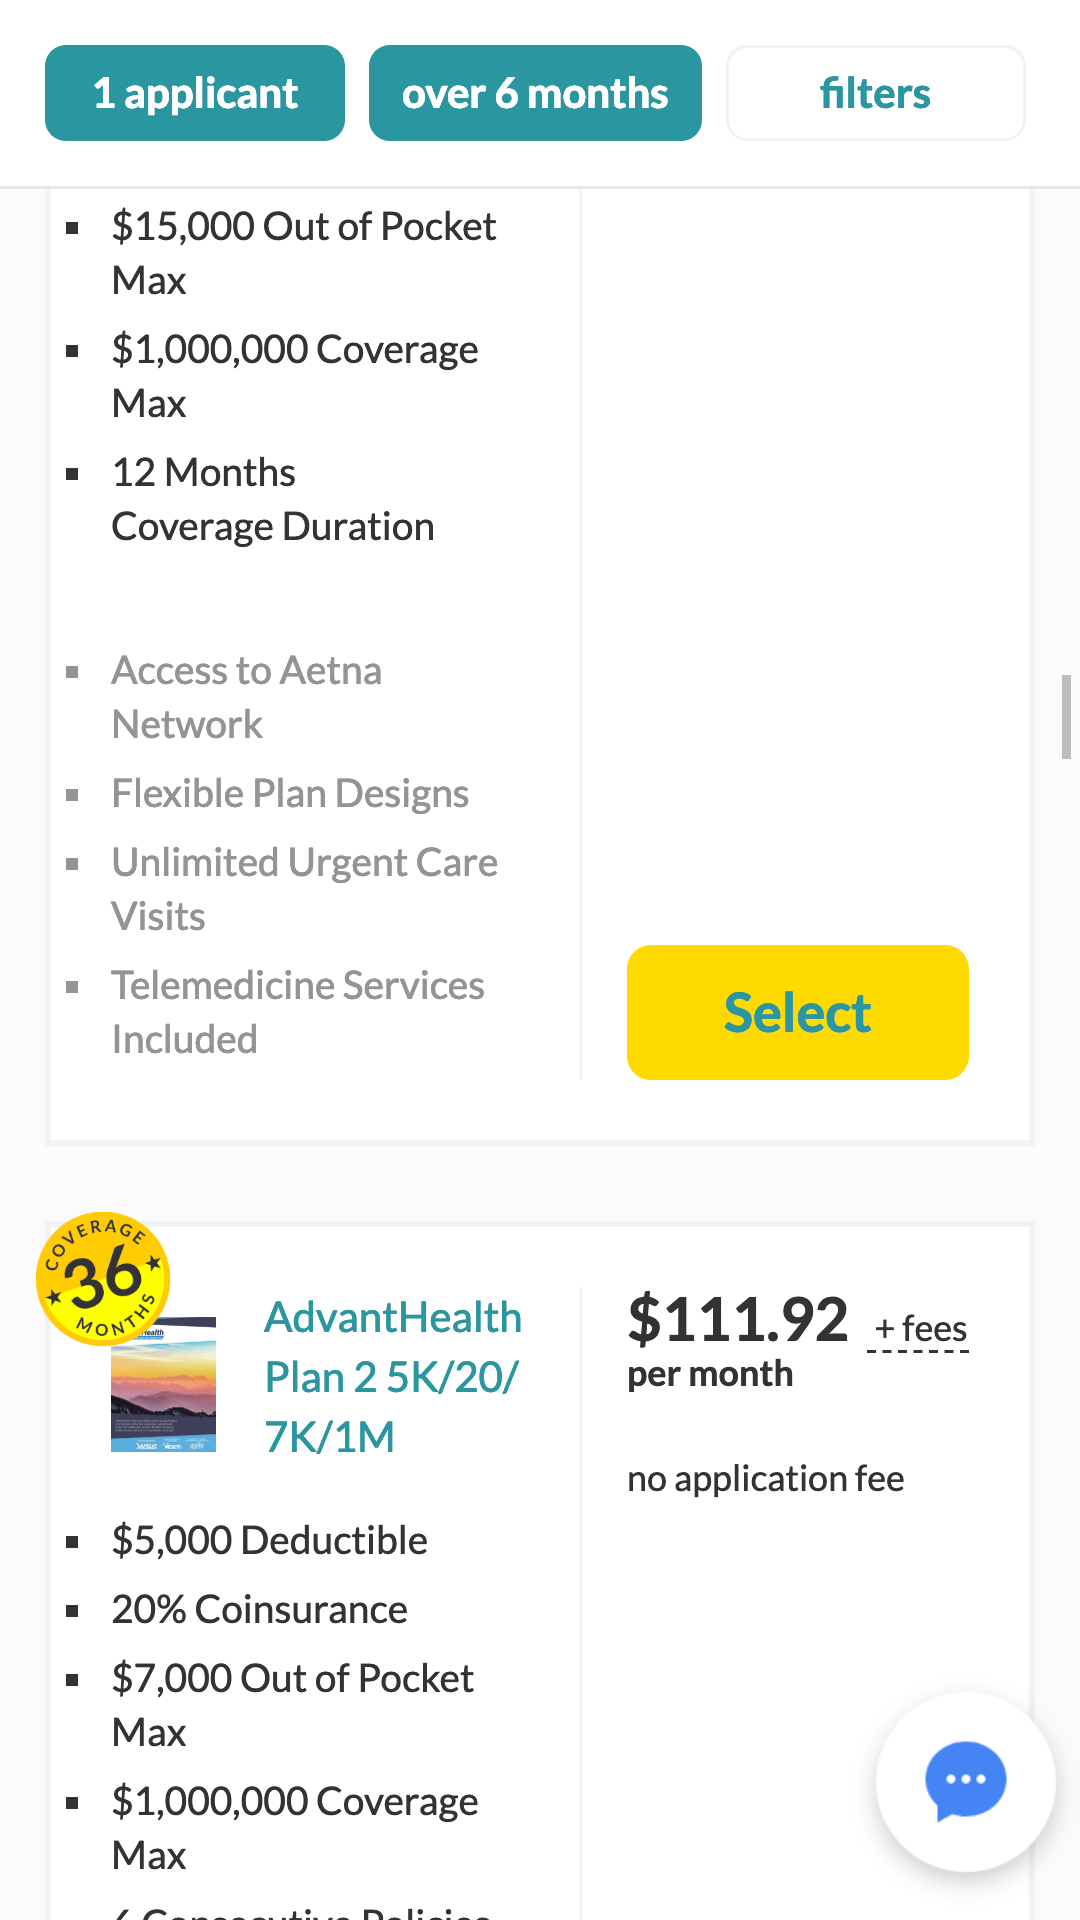 1 applicant
over 6 months
filters
$15,000 Out of Pocket
Max
$1,000,000 Coverage
Max
12 Months
Coverage Duration
Access to Aetna
Network
Flexible Plan Designs
Unlimited Urgent Care
Visits
Telemedicine Services
Included
Select
COVERAGE
36
MONTHS
AdvantHealth
Plan 2 5K/20/
7K/1M
$111.92 + fees
per month
no application fee
$5,000 Deductible
20% Coinsurance
$7,000 Out of Pocket
Max
$1,000,000 Coverage
Max
6 Consecutive Policies